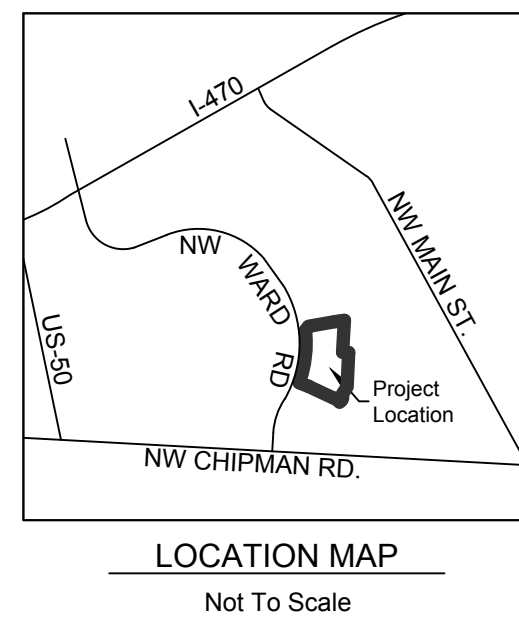 I-470
NW MAIN ST.
NW
WARD
RD
US-50
Project
Location
NW CHIPMAN RD.
LOCATION MAP
Not To Scale